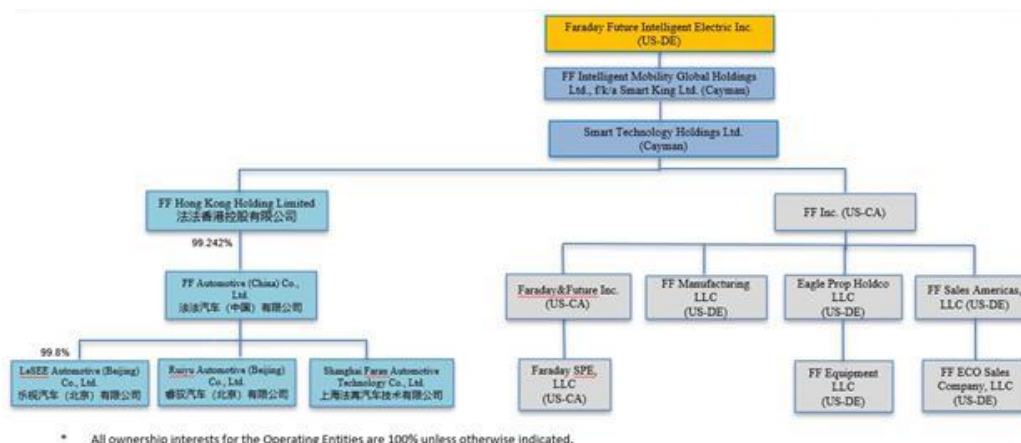 Faraday Future Intelligent Electric Inc.
(US-DE)
FF Intelligent Mobility Global Holdings
Ltd., f/k/a Smart King Ltd. (Cayman)
Smart Technology Holdings Ltd.
(Cayman)
FF Hong Kong Holding Limited
法法香港控股有限公司
FF Inc. (US-CA)
99.242%
FF Automotive (China) Co.,
Ltd.
法法汽车（中国）有限公司
Faraday&Future Inc.
(US-CA)
FF Manufacturing
LLC
(US-DE)
Eagle Prop Holdco
LLC
(US-DE)
FF Sales Americas,
LLC (US-DE)
99.8%
LeSEE Automotive (Beijing)
Co., Ltd.
乐视汽车（北京）有限公司
Ruiyu Automotive (Beijing)
Co., Ltd.
睿驭汽车（北京）有限公司
Shanghai Faran Automotive
Technology Co., Ltd.
上海法高汽车技术有限公司
Faraday SPE,
LLC
(US-CA)
FF Equipment
LLC
(US-DE)
FF ECO Sales
Company, LLC
(US-DE)
* All ownership interests for the Operating Entities are 100% unless otherwise indicated.